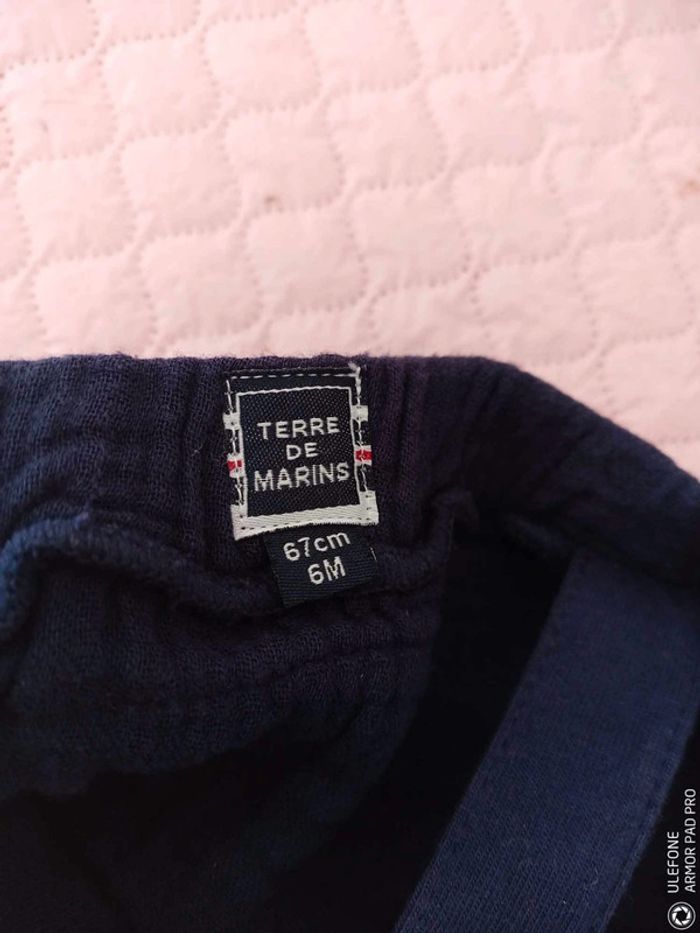 TERRE
DE
MARINS
67cm
6M
ULEFONE
ARMOR PAD PRO